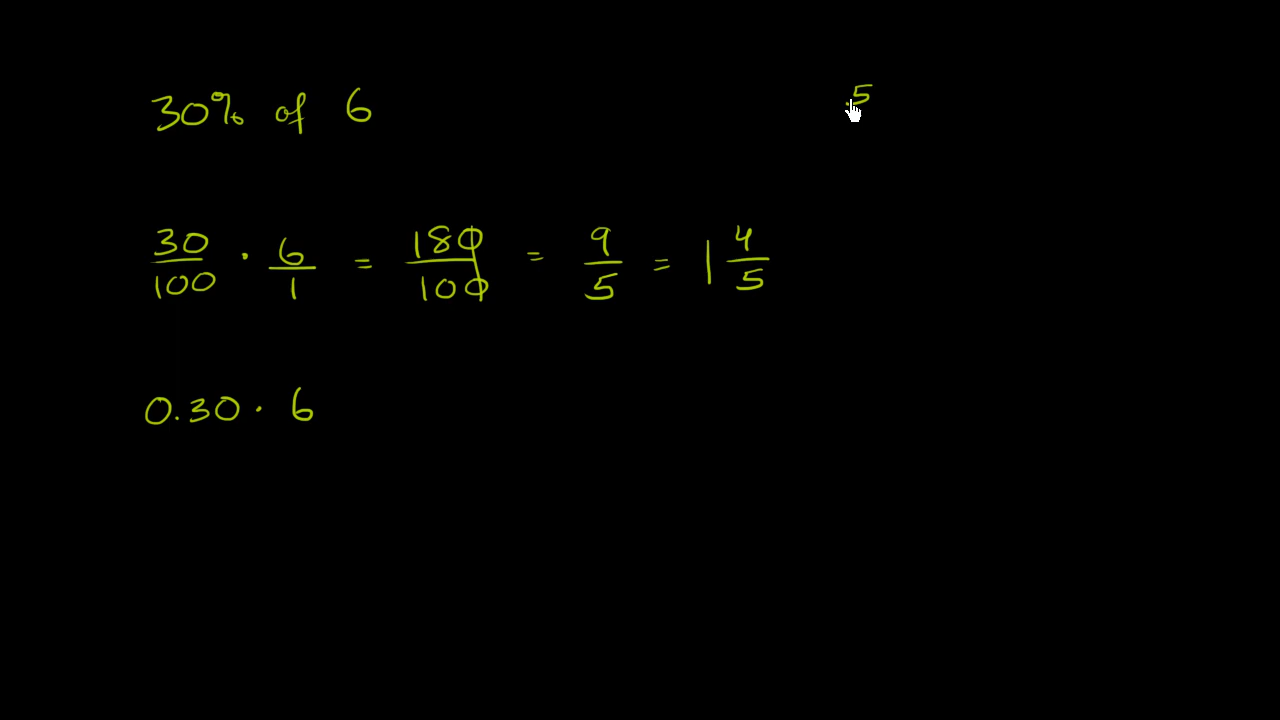 30% of 6
.5
30/100 · 6/1 = 180/100 = 9/5 = 1 4/5
0.30 · 6